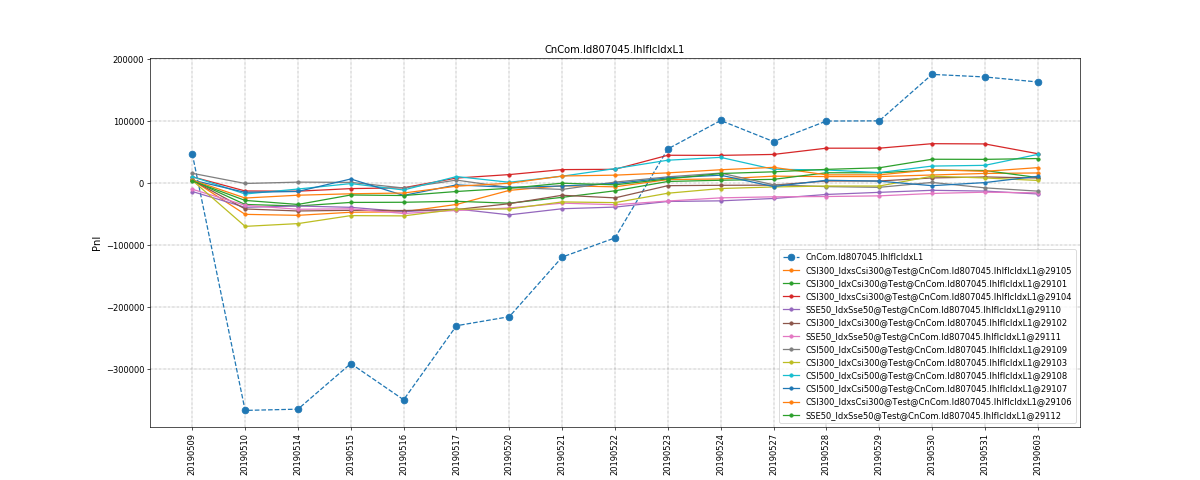 CnCom.Id807045.IhIfIcIdxL1
PnI
200000
100000
0
−100000
−200000
−300000
CnCom.Id807045.IhIfIcIdxL1
CSI300_IdxsCsi300@Test@CnCom.Id807045.IhIfIcIdxL1@29105
CSI300_IdxCsi300@Test@CnCom.Id807045.IhIfIcIdxL1@29101
CSI300_IdxsCsi300@Test@CnCom.Id807045.IhIfIcIdxL1@29104
SSE50_IdxSse50@Test@CnCom.Id807045.IhIfIcIdxL1@29110
CSI300_IdxCsi300@Test@CnCom.Id807045.IhIfIcIdxL1@29102
SSE50_IdxSse50@Test@CnCom.Id807045.IhIfIcIdxL1@29111
CSI500_IdxCsi500@Test@CnCom.Id807045.IhIfIcIdxL1@29109
CSI300_IdxCsi300@Test@CnCom.Id807045.IhIfIcIdxL1@29103
CSI500_IdxCsi500@Test@CnCom.Id807045.IhIfIcIdxL1@29108
CSI500_IdxCsi500@Test@CnCom.Id807045.IhIfIcIdxL1@29107
CSI300_IdxsCsi300@Test@CnCom.Id807045.IhIfIcIdxL1@29106
SSE50_IdxSse50@Test@CnCom.Id807045.IhIfIcIdxL1@29112
20190509
20190510
20190514
20190515
20190516
20190517
20190520
20190521
20190522
20190523
20190524
20190527
20190528
20190529
20190530
20190531
20190603